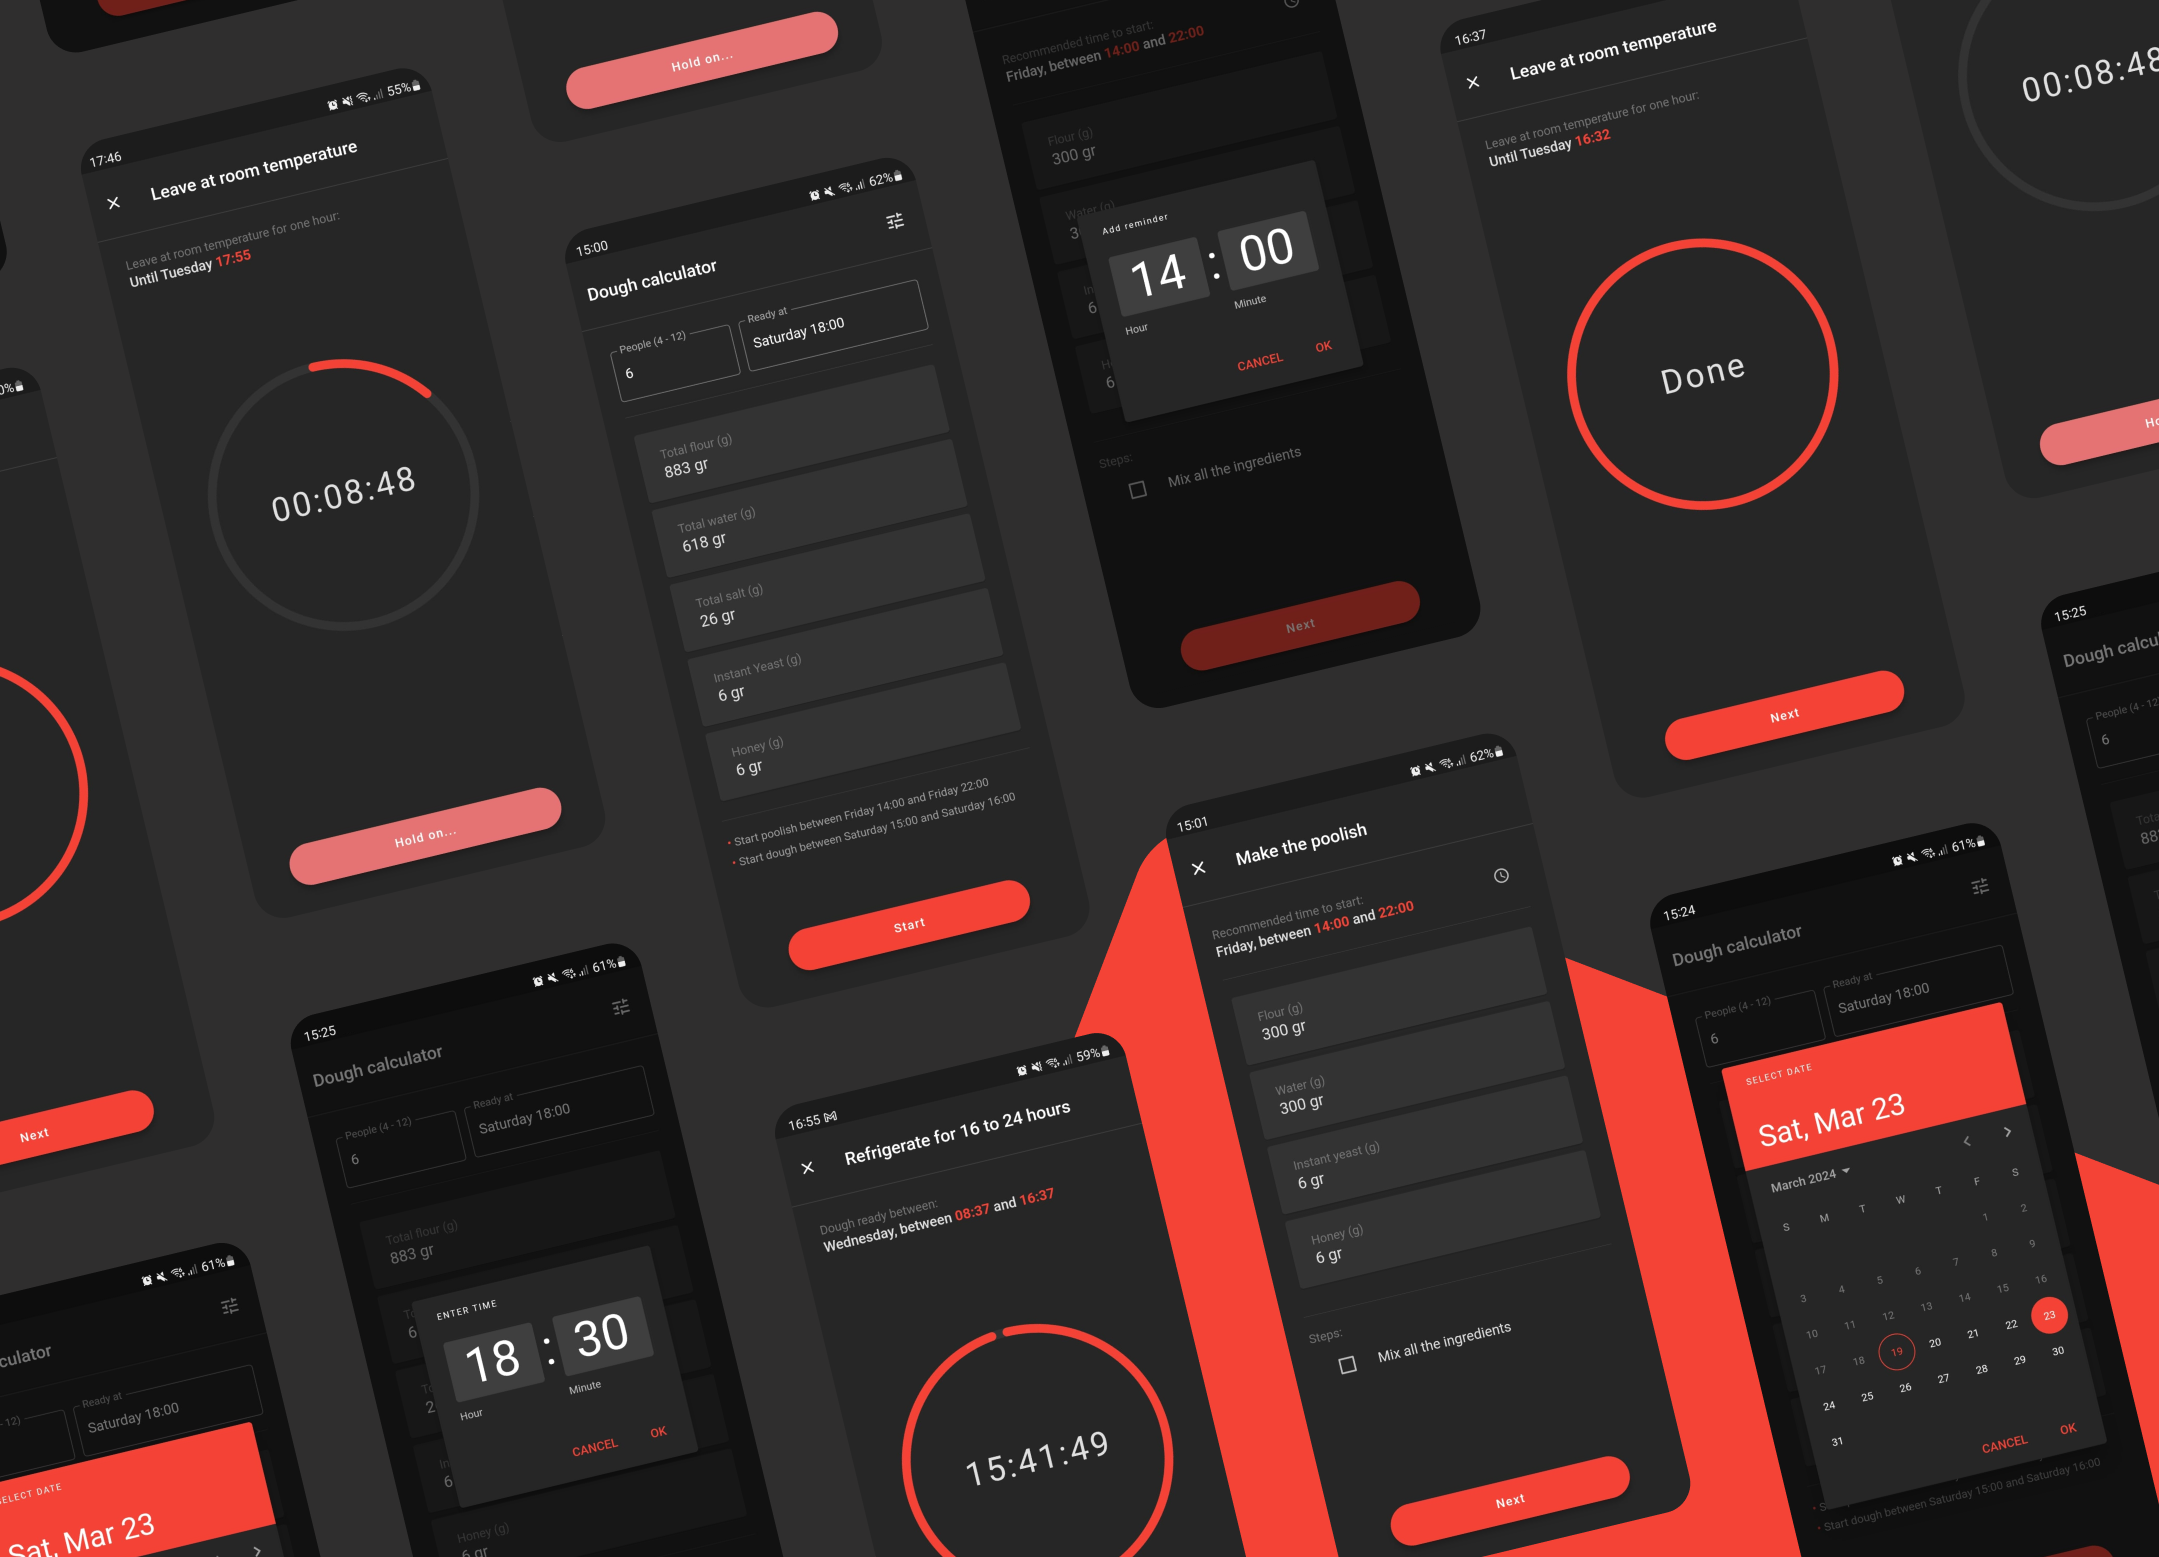 Hold on...
17:46
55%
Leave at room temperature
Leave at room temperature for one hour:
Until Tuesday 17:55
00:08:48
Hold on...
15:00
62%
Dough calculator
People (4 - 12)
6
Ready at
Saturday 18:00
Total flour (g)
883 gr
Total water (g)
618 gr
Total salt (g)
26 gr
Instant Yeast (g)
6 gr
Honey (g)
6 gr
• Start poolish between Friday 14:00 and Friday 22:00
• Start dough between Saturday 15:00 and Saturday 16:00
Start
Recommended time to start:
Friday, between 14:00 and 22:00
Flour (g)
300 gr
Water (g)
3
In
6
H
6
Add reminder
14 : 00
Hour
Minute
CANCEL
OK
Steps:
Mix all the ingredients
Next
16:37
Leave at room temperature
Leave at room temperature for one hour:
Until Tuesday 16:32
Done
Next
00:08:48
Ho
0%
Next
61%
culator
- 12)
Ready at
Saturday 18:00
SELECT DATE
Sat, Mar 23
15:25
61%
Dough calculator
People (4 - 12)
6
Ready at
Saturday 18:00
Total flour (g)
883 gr
To
6
To
2
In
6
Honey (g)
6 gr
ENTER TIME
18 : 30
Hour
Minute
CANCEL
OK
16:55
59%
Refrigerate for 16 to 24 hours
Dough ready between:
Wednesday, between 08:37 and 16:37
15:41:49
15:01
62%
Make the poolish
Recommended time to start:
Friday, between 14:00 and 22:00
Flour (g)
300 gr
Water (g)
300 gr
Instant yeast (g)
6 gr
Honey (g)
6 gr
Steps:
Mix all the ingredients
Next
15:24
61%
Dough calculator
People (4 - 12)
6
Ready at
Saturday 18:00
SELECT DATE
Sat, Mar 23
March 2024
S M T W T F S
1 2
3 4 5 6 7 8 9
10 11 12 13 14 15 16
17 18 19 20 21 22 23
24 25 26 27 28 29 30
31
CANCEL
OK
• S
• Start dough between Saturday 15:00 and Saturday 16:00
15:25
Dough calcu
People (4 - 12
6
Tota
88